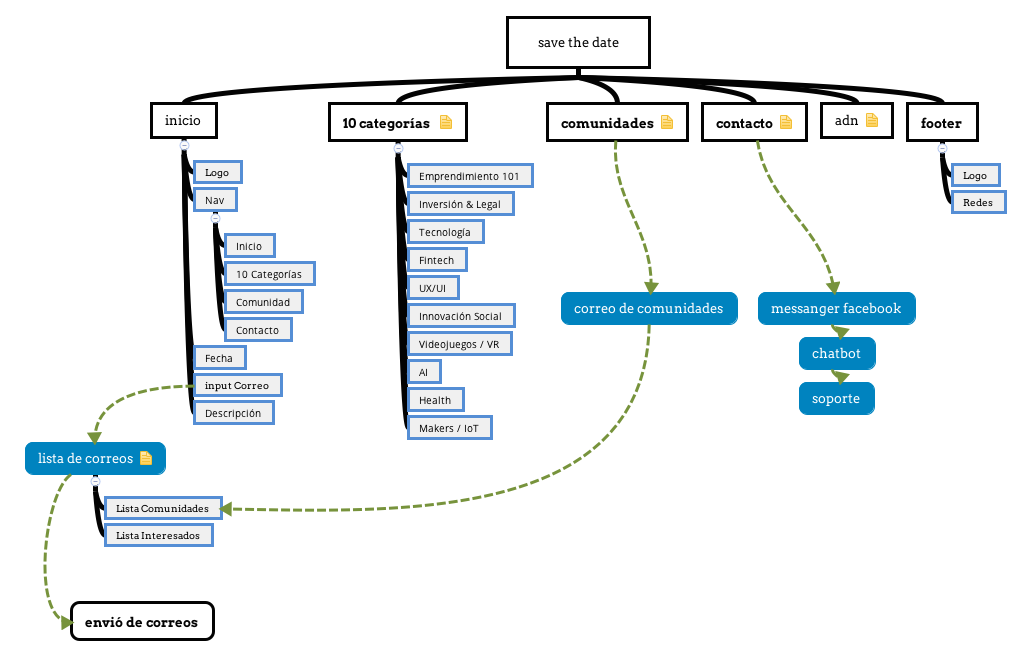 save the date
inicio
10 categorías
comunidades
contacto
adn
footer
Logo
Nav
Inicio
10 Categorías
Comunidad
Contacto
Fecha
input Correo
Descripción
Emprendimiento 101
Inversión & Legal
Tecnología
Fintech
UX/UI
Innovación Social
Videojuegos / VR
AI
Health
Makers / IoT
Logo
Redes
correo de comunidades
messanger facebook
chatbot
soporte
lista de correos
Lista Comunidades
Lista Interesados
envió de correos